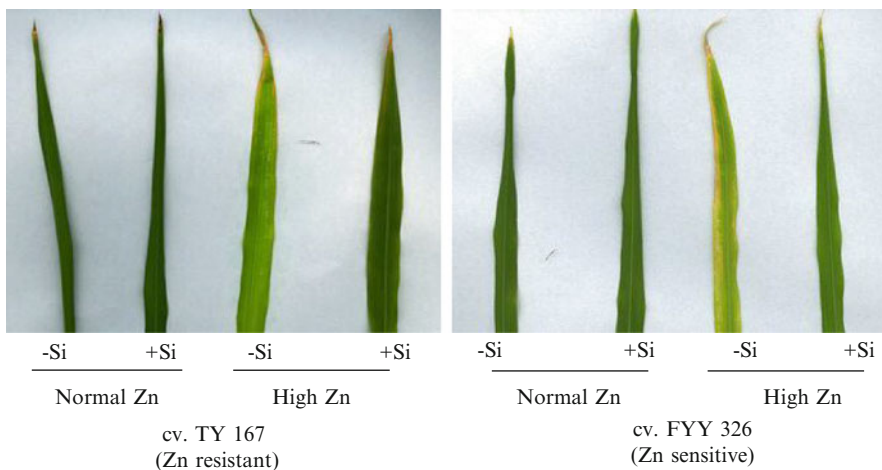 -Si +Si -Si +Si
Normal Zn High Zn
cv. TY 167
(Zn resistant)
-Si +Si -Si +Si
Normal Zn High Zn
cv. FYY 326
(Zn sensitive)